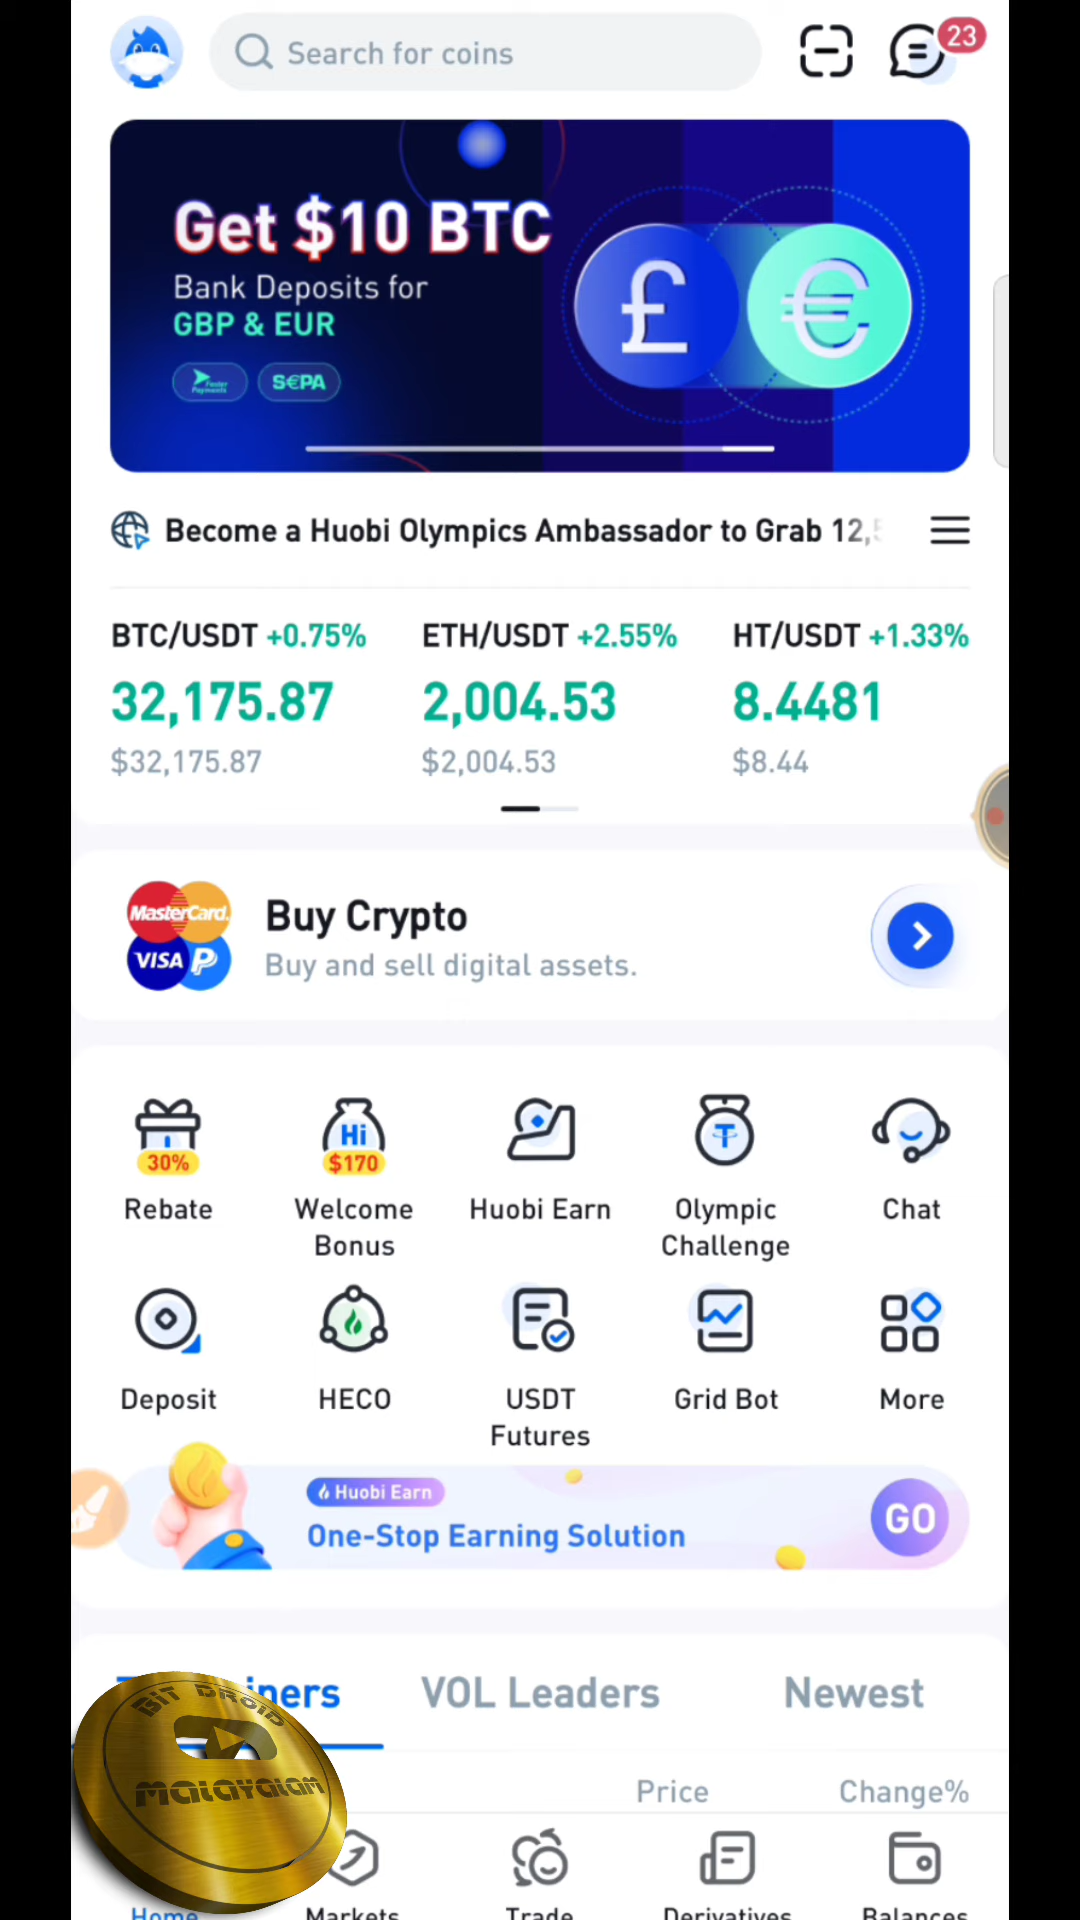 Search for coins
23
Get $10 BTC
Bank Deposits for
GBP & EUR
£ €
Faster Payments
S€PA
Become a Huobi Olympics Ambassador to Grab 12,5
BTC/USDT +0.75% ETH/USDT +2.55% HT/USDT +1.33%
32,175.87 2,004.53 8.4481
$32,175.87 $2,004.53 $8.44
MasterCard.
VISA P
Buy Crypto
Buy and sell digital assets.
30%
Rebate
Hi
$170
Welcome
Bonus
Huobi Earn
Olympic
Challenge
Chat
Deposit
HECO
USDT
Futures
Grid Bot
More
Huobi Earn
One-Stop Earning Solution
GO
VOL Leaders
Newest
Price Change%
BIT DROID
MALAYALAM
Home Markets Trade Derivatives Balances